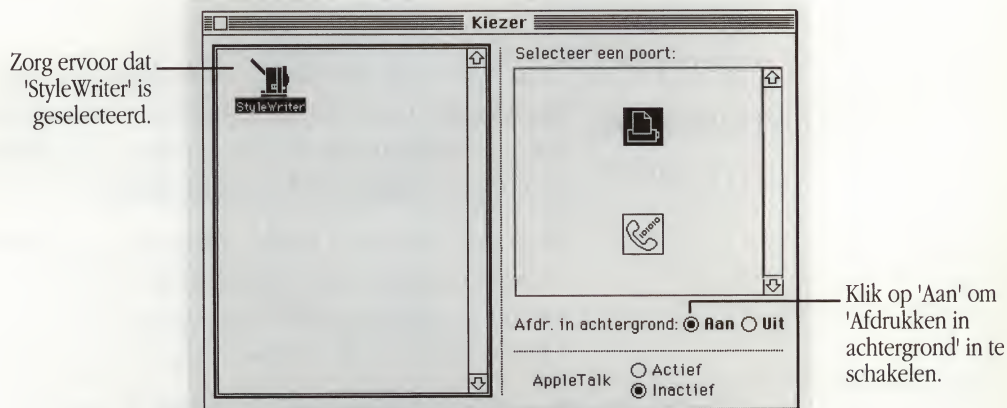 Kiezer
Zorg ervoor dat
'StyleWriter' is
geselecteerd.
StyleWriter
Selecteer een poort:
Afdr. in achtergrond: Aan Uit
AppleTalk
Actief
Inactief
Klik op 'Aan' om
'Afdrukken in
achtergrond' in te
schakelen.